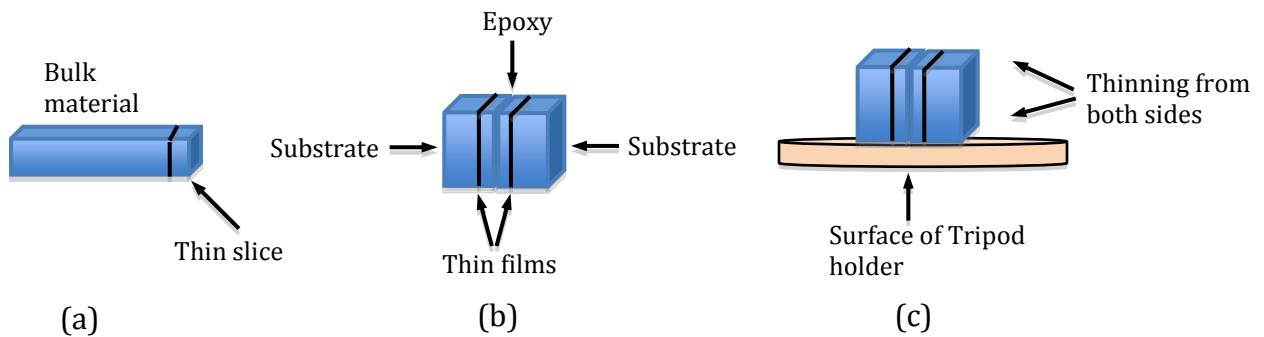 Bulk
material
Thin slice
(a)
Epoxy
Substrate
Substrate
Thin films
(b)
Thinning from
both sides
Surface of Tripod
holder
(c)